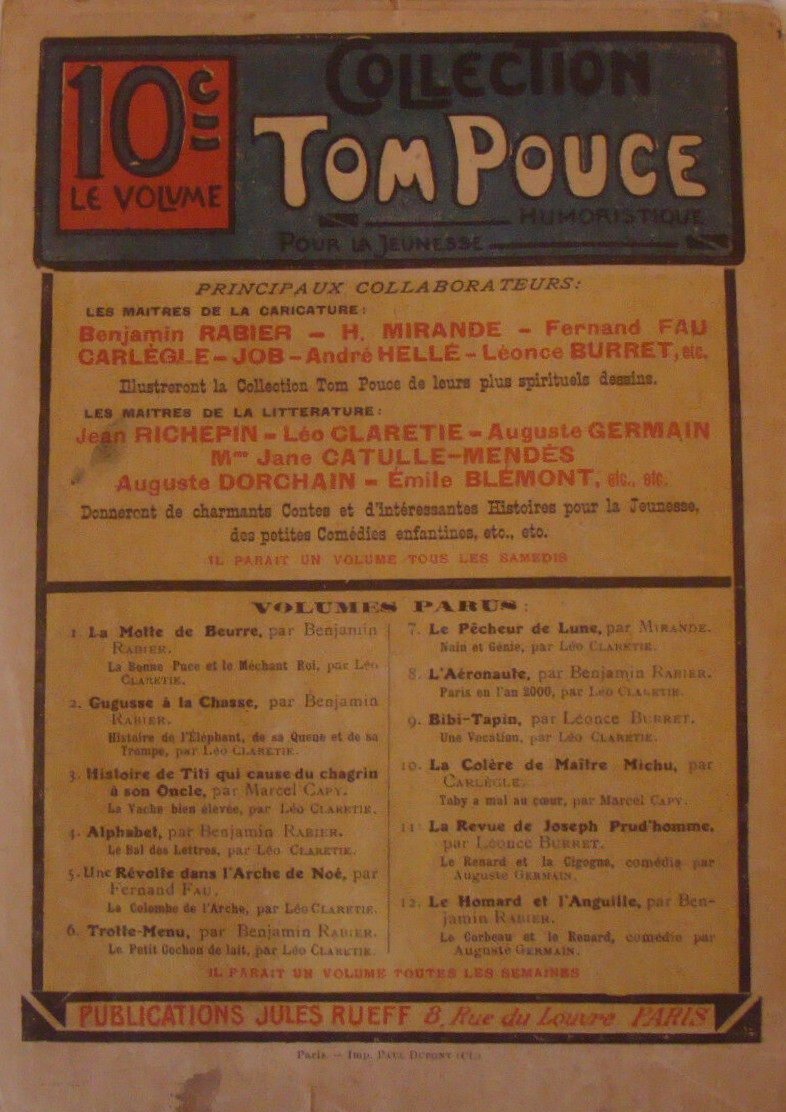 10c
LE VOLUME
COLLECTION
TOM POUCE
HUMORISTIQUE
POUR LA JEUNESSE
PRINCIPAUX COLLABORATEURS:
LES MAITRES DE LA CARICATURE:
Benjamin RABIER – H. MIRANDE – Fernand FAU
CARLÈGLE – JOB – André HELLÉ – Léonce BURRET, etc.
Illustreront la Collection Tom Pouce de leurs plus spirituels dessins.
LES MAITRES DE LA LITTERATURE:
Jean RICHEPIN – Léo CLARETIE – Auguste GERMAIN
Mme Jane CATULLE-MENDÈS
Auguste DORCHAIN – Émile BLÉMONT, etc., etc.
Donneront de charmants Contes et d'intéressantes Histoires pour la Jeunesse,
des petites Comédies enfantines, etc., etc.
IL PARAIT UN VOLUME TOUS LES SAMEDIS
VOLUMES PARUS:
1. La Motte de Beurre, par Benjamin
RABIER.
La Bonne Puce et le Méchant Roi, par Léo
CLARETIE.
2. Gugusse à la Chasse, par Benjamin
RABIER.
Histoire de l'Éléphant, de sa Queue et de sa
Trompe, par Léo CLARETIE.
3. Histoire de Titi qui cause du chagrin
à son Oncle, par Marcel CAPY.
La Vache bien élevée, par Léo CLARETIE.
4. Alphabet, par Benjamin RABIER.
Le Bal des Lettres, par Léo CLARETIE.
5. Une Révolte dans l'Arche de Noé, par
Fernand FAU.
La Colombe de l'Arche, par Léo CLARETIE.
6. Trotte-Menu, par Benjamin RABIER.
Le Petit Cochon de lait, par Léo CLARETIE.
7. Le Pêcheur de Lune, par MIRANDE.
Nain et Génie, par Léo CLARETIE.
8. L'Aéronaute, par Benjamin RABIER.
Paris en l'an 2000, par Léo CLARETIE.
9. Bibi-Tapin, par Léonce BURRET.
Une Vocation, par Léo CLARETIE.
10. La Colère de Maître Michu, par
CARLÈGLE.
Toby a mal au cœur, par Marcel CAPY.
11. La Revue de Joseph Prud'homme,
par Léonce BURRET.
Le Renard et la Cigogne, comédie par
Auguste GERMAIN.
12. Le Homard et l'Anguille, par Ben-
jamin RABIER.
Le Corbeau et le Renard, comédie par
Auguste GERMAIN.
IL PARAIT UN VOLUME TOUTES LES SEMAINES
PUBLICATIONS JULES RUEFF 8, Rue du Louvre PARIS
Paris. — Imp. PAUL DUPONT (Cl.)